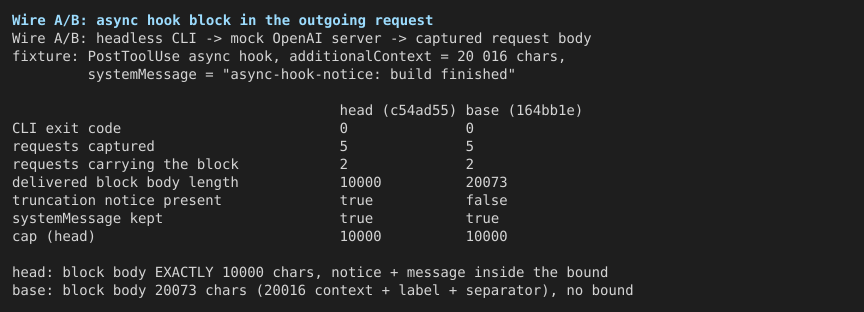 Wire A/B: async hook block in the outgoing request
Wire A/B: headless CLI -> mock OpenAI server -> captured request body
fixture: PostToolUse async hook, additionalContext = 20 016 chars,
         systemMessage = "async-hook-notice: build finished"

                                       head (c54ad55) base (164bb1e)
CLI exit code                          0              0
requests captured                      5              5
requests carrying the block            2              2
delivered block body length            10000          20073
truncation notice present              true           false
systemMessage kept                     true           true
cap (head)                             10000          10000

head: block body EXACTLY 10000 chars, notice + message inside the bound
base: block body 20073 chars (20016 context + label + separator), no bound